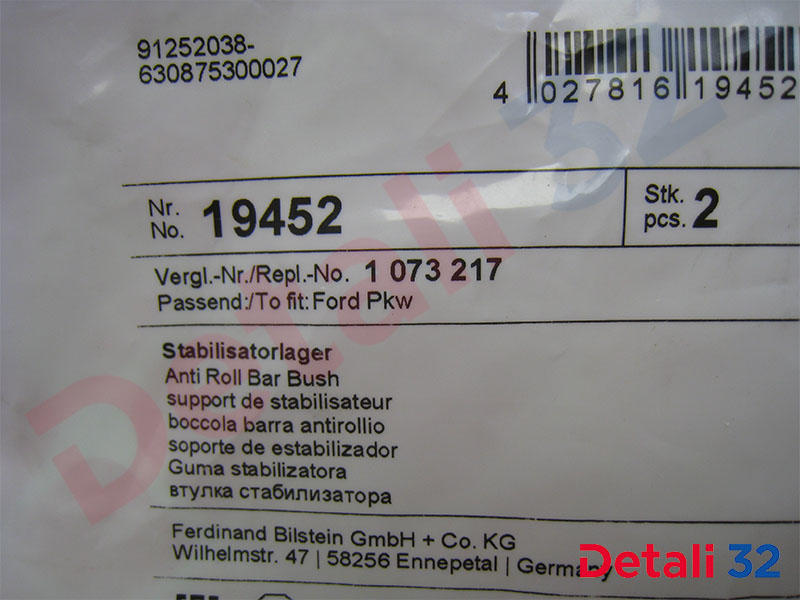 91252038-
630875300027
4 027816 19452
Nr.
No. 19452
Stk.
pcs. 2
Vergl.-Nr./Repl.-No. 1 073 217
Passend:/To fit: Ford Pkw
Stabilisatorlager
Anti Roll Bar Bush
support de stabilisateur
boccola barra antirollio
soporte de estabilizador
Guma stabilizatora
втулка стабилизатора
Ferdinand Bilstein GmbH + Co. KG
Wilhelmstr. 47 | 58256 Ennepetal | Germany
Detali 32
Detali 32